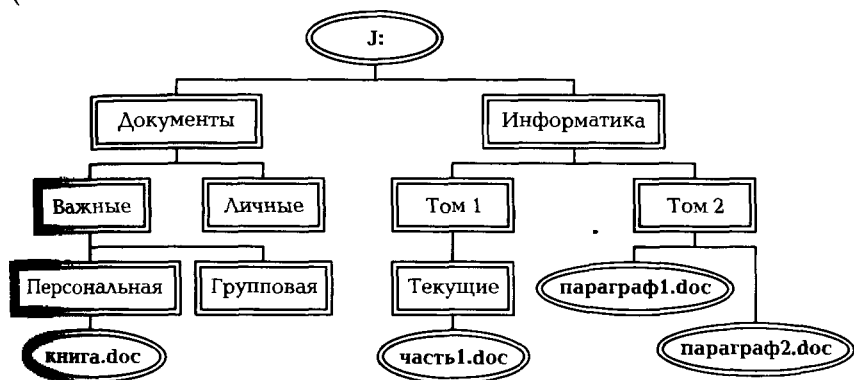 J:
Документы
Информатика
Важные
Личные
Том 1
Том 2
Персональная
Групповая
Текущие
параграф1.doc
книга.doc
часть1.doc
параграф2.doc